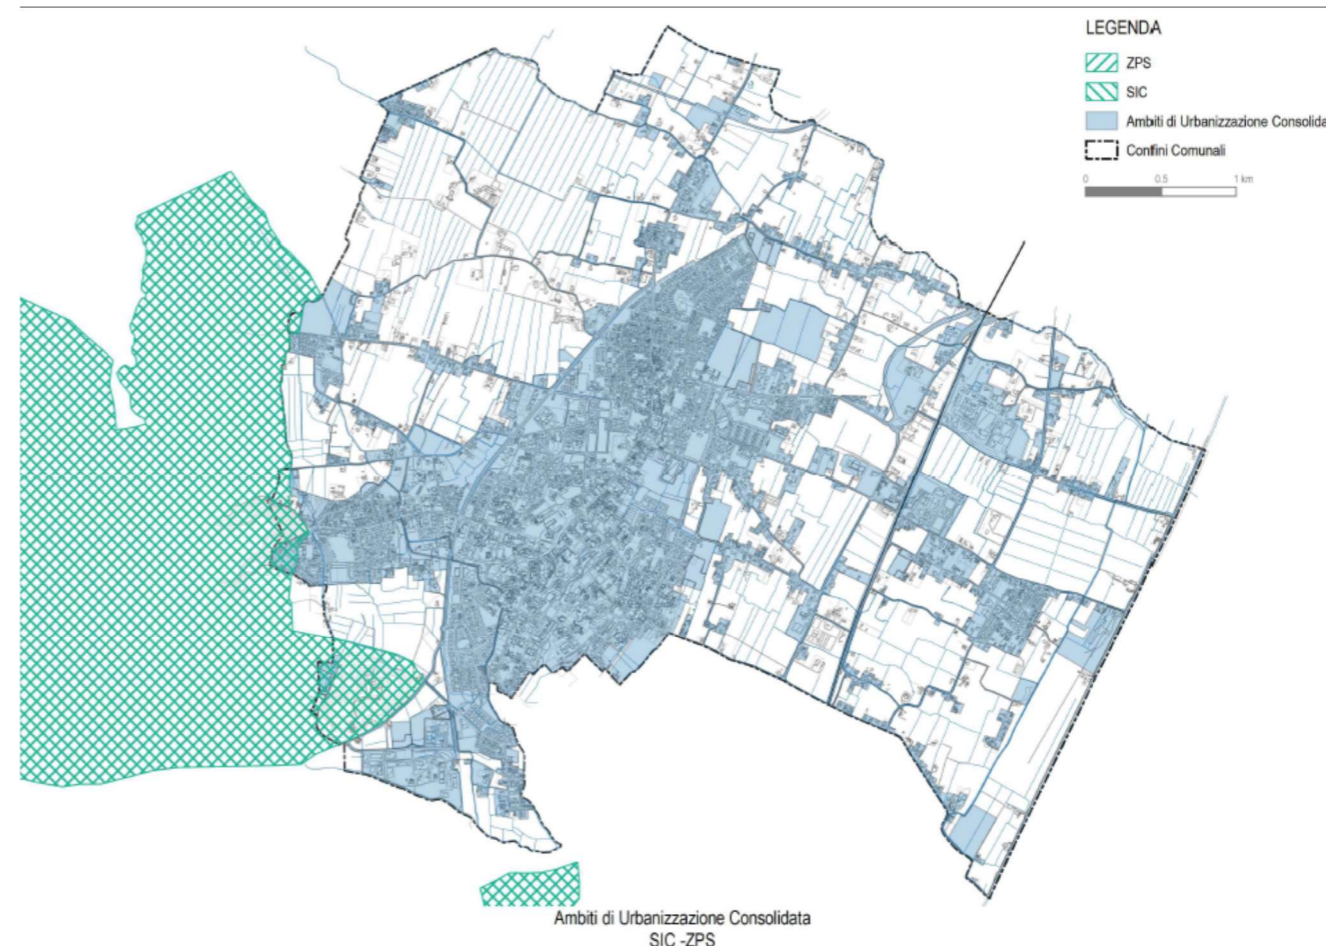 LEGENDA
ZPS
SIC
Ambiti di Urbanizzazione Consolida
Confini Comunali
0 0.5 1 km
Ambiti di Urbanizzazione Consolidata
SIC -ZPS